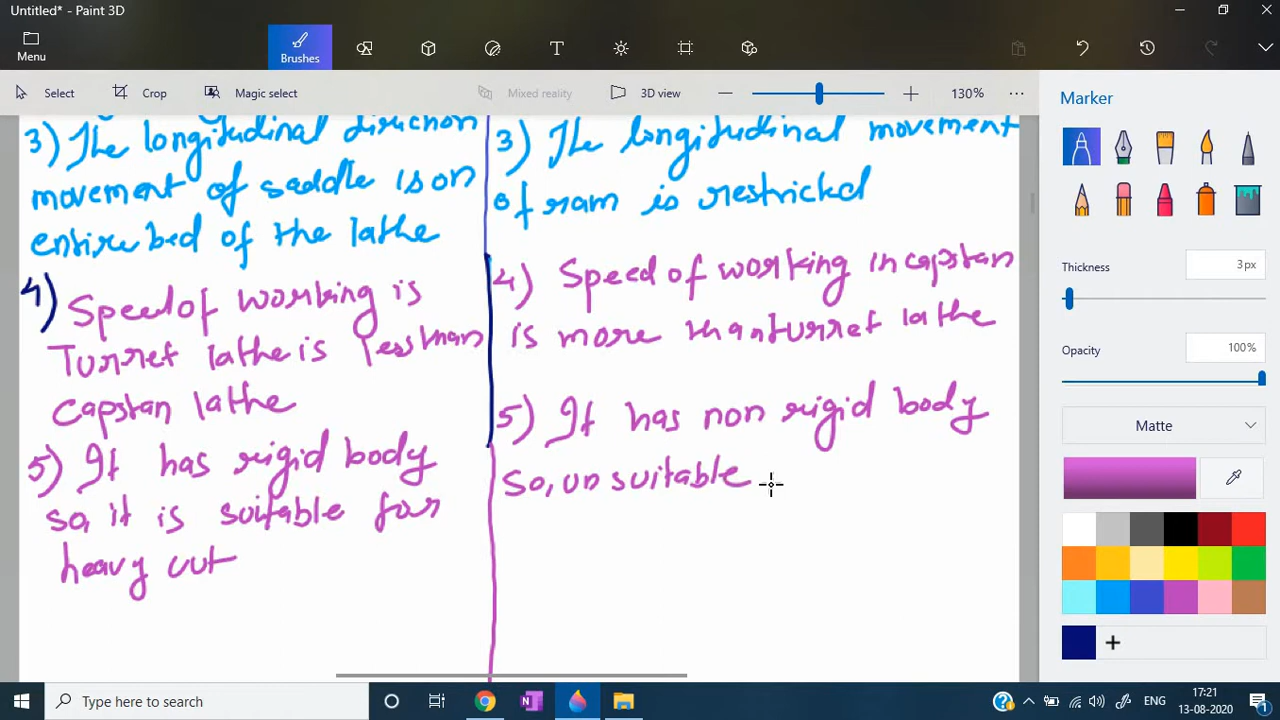 Untitled* - Paint 3D
Menu
Brushes
Select
Crop
Magic select
Mixed reality
3D view
130%
Marker
3) The longitudinal direction
movement of saddle is on
entire bed of the lathe
4) Speed of working is
Turret lathe is less than
Capstan lathe
5) It has rigid body
so, it is suitable for
heavy cut
3) The longitudinal movement
of ram is restricted
4) Speed of working in capstan
is more than turret lathe
5) It has non rigid body
So, un suitable
Thickness
3px
Opacity
100%
Matte
Type here to search
ENG
17:21
13-08-2020
1